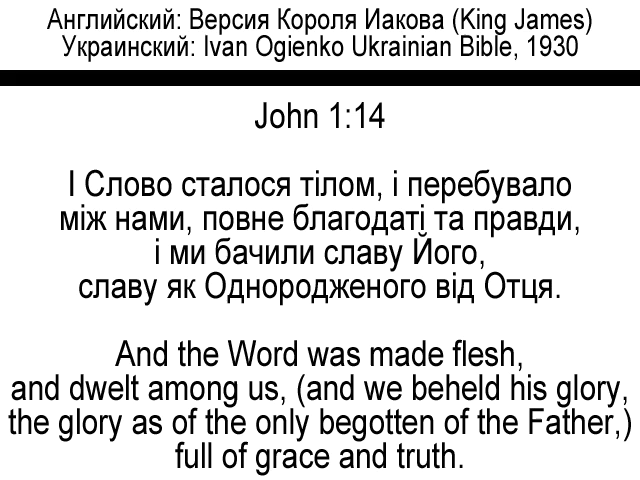 Английский: Версия Короля Иакова (King James)
Украинский: Ivan Ogienko Ukrainian Bible, 1930
John 1:14
І Слово сталося тілом, і перебувало
між нами, повне благодаті та правди,
і ми бачили славу Його,
славу як Однородженого від Отця.
And the Word was made flesh,
and dwelt among us, (and we beheld his glory,
the glory as of the only begotten of the Father,)
full of grace and truth.